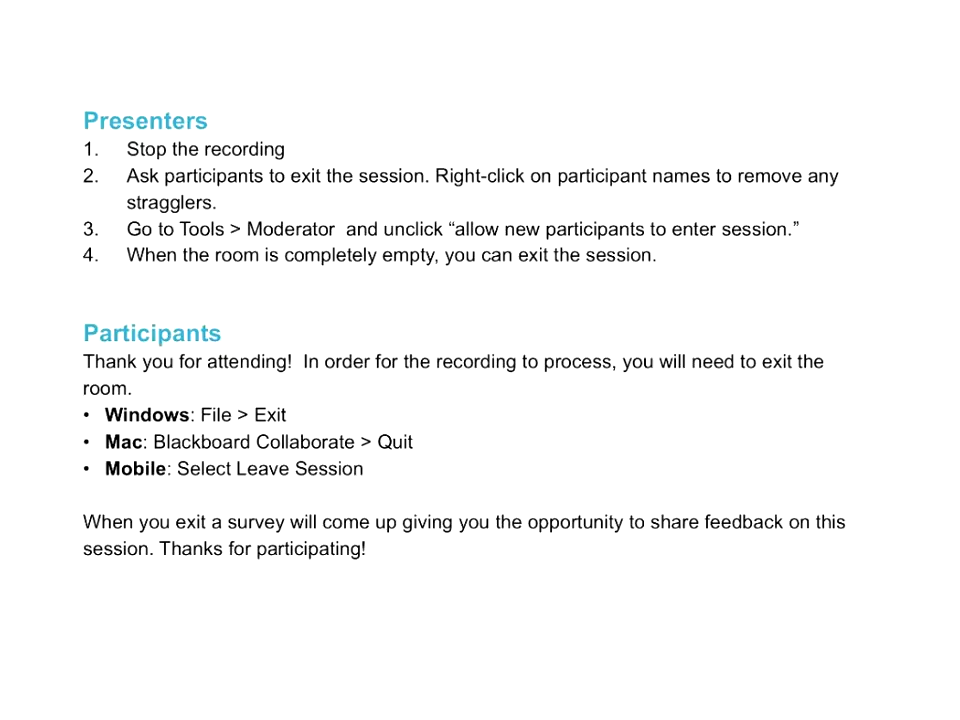 Presenters
1. Stop the recording
2. Ask participants to exit the session. Right-click on participant names to remove any
stragglers.
3. Go to Tools > Moderator  and unclick “allow new participants to enter session.”
4. When the room is completely empty, you can exit the session.
Participants
Thank you for attending!  In order for the recording to process, you will need to exit the
room.
• Windows: File > Exit
• Mac: Blackboard Collaborate > Quit
• Mobile: Select Leave Session
When you exit a survey will come up giving you the opportunity to share feedback on this
session. Thanks for participating!